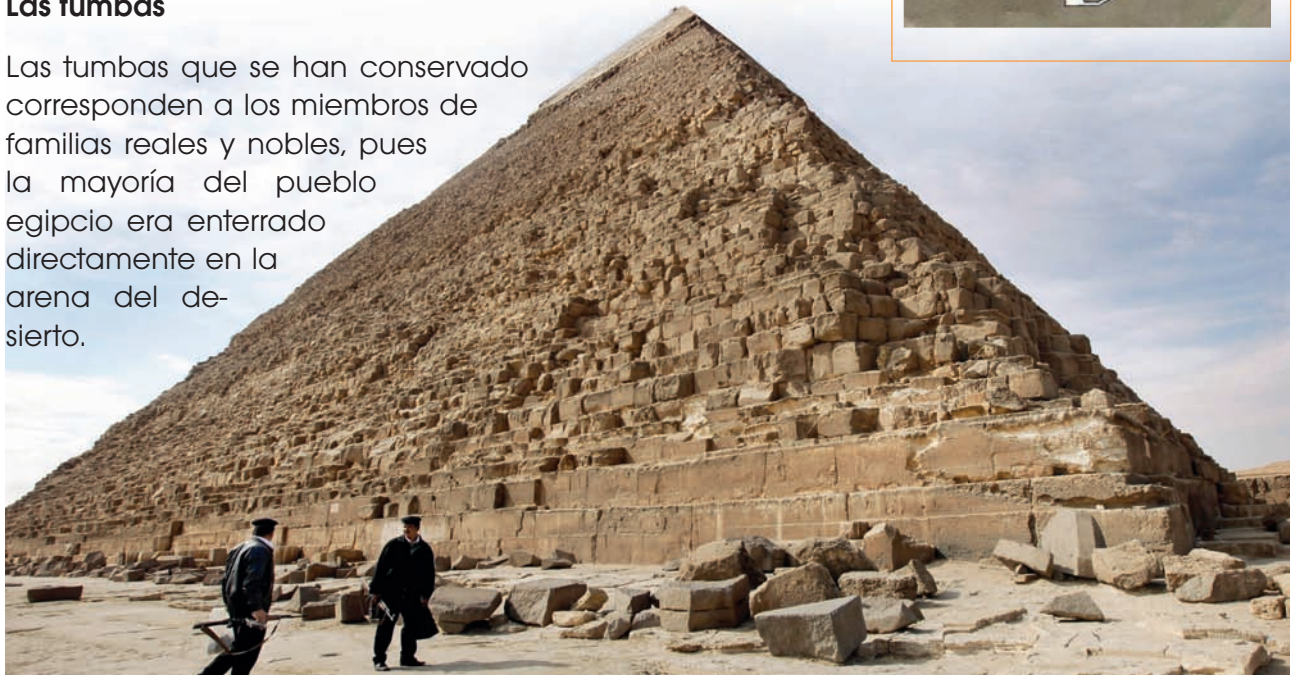 Las tumbas
Las tumbas que se han conservado
corresponden a los miembros de
familias reales y nobles, pues
la mayoría del pueblo
egipcio era enterrado
directamente en la
arena del de-
sierto.